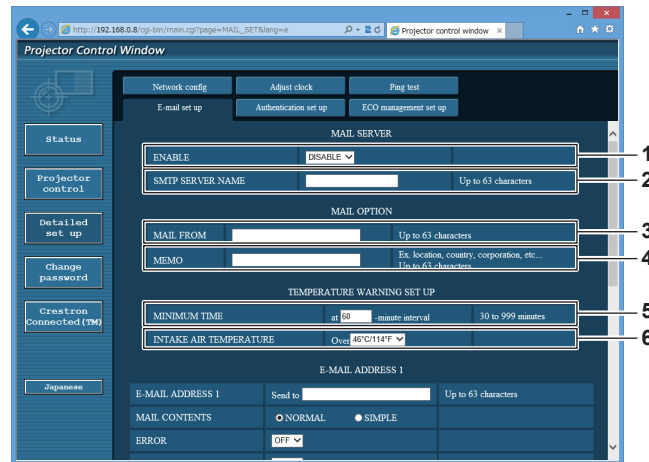 http://192.168.0.8/cgi-bin/main.cgi?page=MAIL_SET&lang=e
Projector control window
Projector Control Window
Network config Adjust clock Ping test
E-mail set up Authentication set up ECO management set up
Status
Projector control
Detailed set up
Change password
Crestron Connected(TM)
Japanese
MAIL SERVER
ENABLE DISABLE 1
SMTP SERVER NAME Up to 63 characters 2
MAIL OPTION
MAIL FROM Up to 63 characters 3
MEMO Ex. location, country, corporation, etc... 4
Up to 63 characters
TEMPERATURE WARNING SET UP
MINIMUM TIME at 60 -minute interval 30 to 999 minutes 5
INTAKE AIR TEMPERATURE Over 46°C/114°F 6
E-MAIL ADDRESS 1
E-MAIL ADDRESS 1 Send to Up to 63 characters
MAIL CONTENTS NORMAL SIMPLE
ERROR OFF